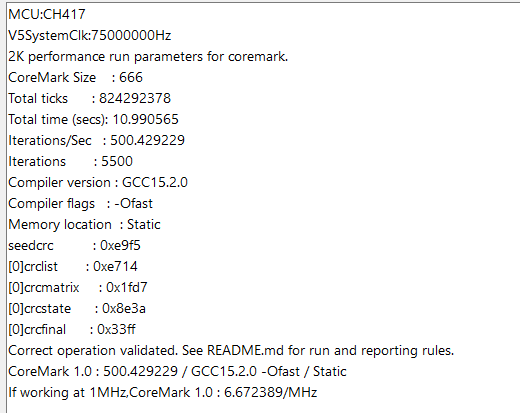 MCU:CH417
V5SystemClk:75000000Hz
2K performance run parameters for coremark.
CoreMark Size    : 666
Total ticks      : 824292378
Total time (secs): 10.990565
Iterations/Sec   : 500.429229
Iterations       : 5500
Compiler version : GCC15.2.0
Compiler flags   : -Ofast
Memory location  : Static
seedcrc          : 0xe9f5
[0]crclist       : 0xe714
[0]crcmatrix     : 0x1fd7
[0]crcstate      : 0x8e3a
[0]crcfinal      : 0x33ff
Correct operation validated. See README.md for run and reporting rules.
CoreMark 1.0 : 500.429229 / GCC15.2.0 -Ofast / Static
If working at 1MHz,CoreMark 1.0 : 6.672389/MHz